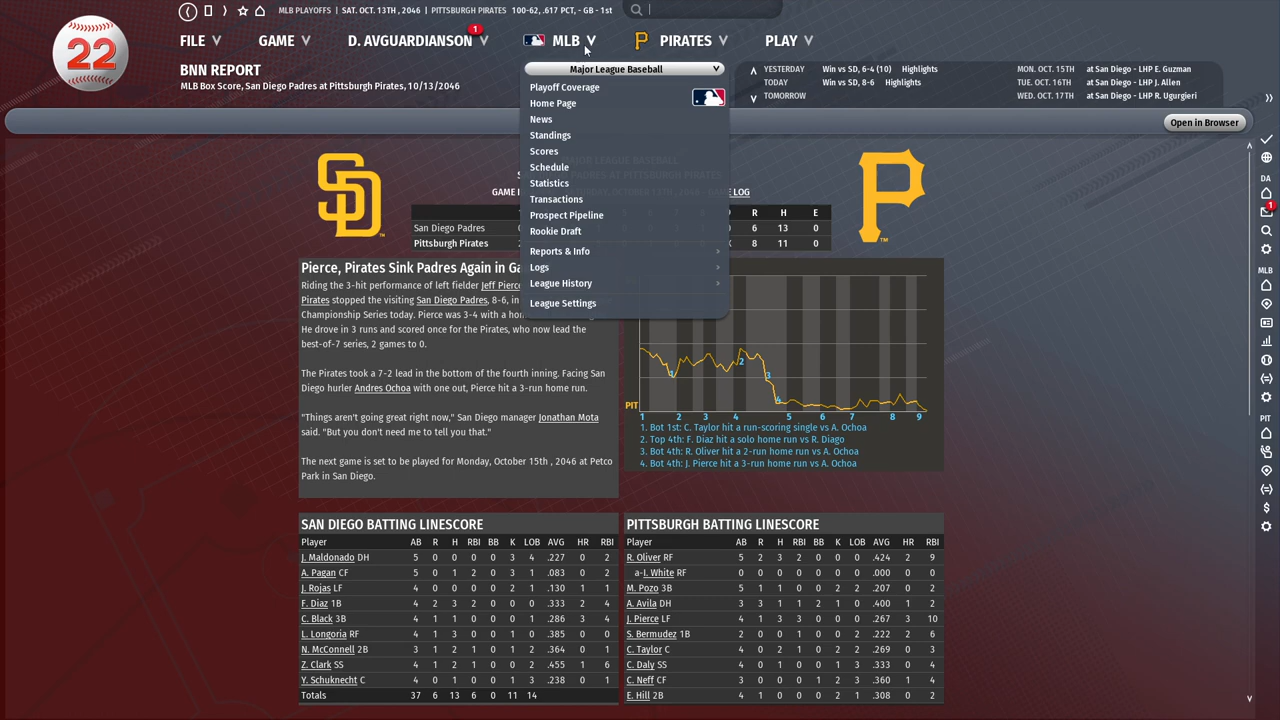 MLB PLAYOFFS | SAT. OCT. 13TH , 2046 | PITTSBURGH PIRATES 100-62, .617 PCT, - GB - 1st
22
FILE GAME D. AVGUARDIANSON 1 MLB PIRATES PLAY
BNN REPORT
MLB Box Score, San Diego Padres at Pittsburgh Pirates, 10/13/2046
Major League Baseball
Playoff Coverage
Home Page
News
Standings
Scores
Schedule
Statistics
Transactions
Prospect Pipeline
Rookie Draft
Reports & Info
Logs
League History
League Settings
YESTERDAY Win vs SD, 6-4 (10) Highlights MON. OCT. 15TH at San Diego - LHP E. Guzman
TODAY Win vs SD, 8-6 Highlights TUE. OCT. 16TH at San Diego - LHP J. Allen
TOMORROW WED. OCT. 17TH at San Diego - LHP R. Ugurgieri
Open in Browser
DA
1
MLB
PIT
SD
P
LOG
R H E
San Diego Padres 6 13 0
Pittsburgh Pirates 8 11 0
Pierce, Pirates Sink Padres Again in Ga
Riding the 3-hit performance of left fielder Jeff Pierc
Pirates stopped the visiting San Diego Padres, 8-6, in
Championship Series today. Pierce was 3-4 with a hom
He drove in 3 runs and scored once for the Pirates, who now lead the
best-of-7 series, 2 games to 0.
The Pirates took a 7-2 lead in the bottom of the fourth inning. Facing San
Diego hurler Andres Ochoa with one out, Pierce hit a 3-run home run.
"Things aren't going great right now," San Diego manager Jonathan Mota
said. "But you don't need me to tell you that."
The next game is set to be played for Monday, October 15th , 2046 at Petco
Park in San Diego.
1 2 3 4
PIT
1 2 3 4 5 6 7 8 9
1. Bot 1st: C. Taylor hit a run-scoring single vs A. Ochoa
2. Top 4th: F. Diaz hit a solo home run vs R. Diago
3. Bot 4th: R. Oliver hit a 2-run home run vs A. Ochoa
4. Bot 4th: J. Pierce hit a 3-run home run vs A. Ochoa
SAN DIEGO BATTING LINESCORE
Player AB R H RBI BB K LOB AVG HR RBI
J. Maldonado DH 5 0 0 0 0 3 4 .227 0 2
A. Pagan CF 5 0 1 2 0 3 1 .083 0 2
J. Rojas LF 4 0 0 0 0 2 1 .130 1 3
F. Diaz 1B 4 2 3 2 0 0 0 .333 2 4
C. Black 3B 4 1 1 0 0 0 1 .286 3 4
L. Longoria RF 4 1 3 0 0 1 0 .385 0 0
N. McConnell 2B 3 1 2 1 0 1 2 .364 0 1
Z. Clark SS 4 1 2 1 0 0 2 .455 1 6
Y. Schuknecht C 4 0 1 0 0 1 3 .238 0 1
Totals 37 6 13 6 0 11 14
PITTSBURGH BATTING LINESCORE
Player AB R H RBI BB K LOB AVG HR RBI
R. Oliver RF 5 2 3 2 0 0 0 .424 2 9
a-J. White RF 0 0 0 0 0 0 0 .000 0 0
M. Pozo 3B 5 1 1 0 0 2 2 .207 0 2
A. Avila DH 3 3 1 1 2 1 0 .400 1 2
J. Pierce LF 4 1 3 3 0 0 0 .267 3 10
S. Bermudez 1B 2 0 0 1 0 0 2 .222 2 6
C. Taylor C 4 0 2 1 0 2 2 .269 0 3
C. Daly SS 4 0 1 0 0 1 3 .333 0 4
C. Neff CF 3 0 0 0 1 2 3 .360 1 4
E. Hill 2B 4 1 0 0 0 2 1 .308 0 2